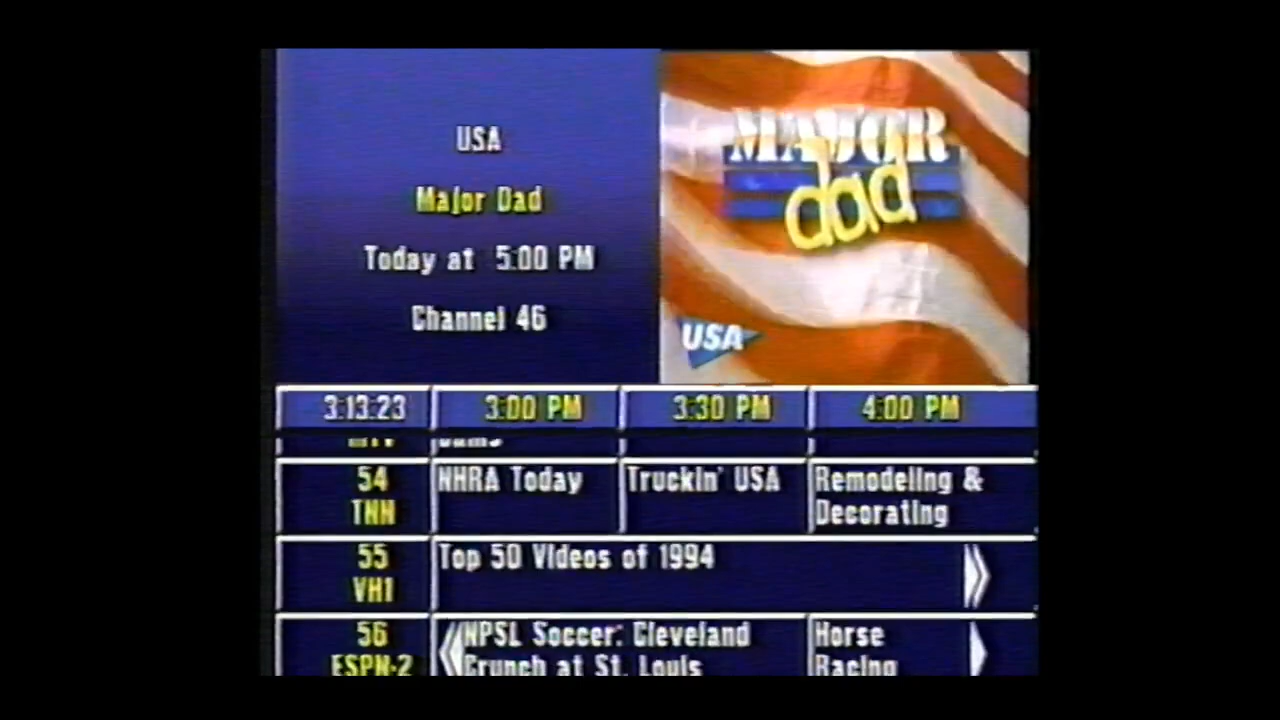 USA
Major Dad
Today at 5:00 PM
Channel 46
MAJOR
dad
USA
3:13:23 3:00 PM 3:30 PM 4:00 PM
54 NHRA Today Truckin' USA Remodeling &
TNN Decorating
55 Top 50 Videos of 1994
VH1
56 NPSL Soccer: Cleveland Horse
ESPN-2 Crunch at St. Louis Racing